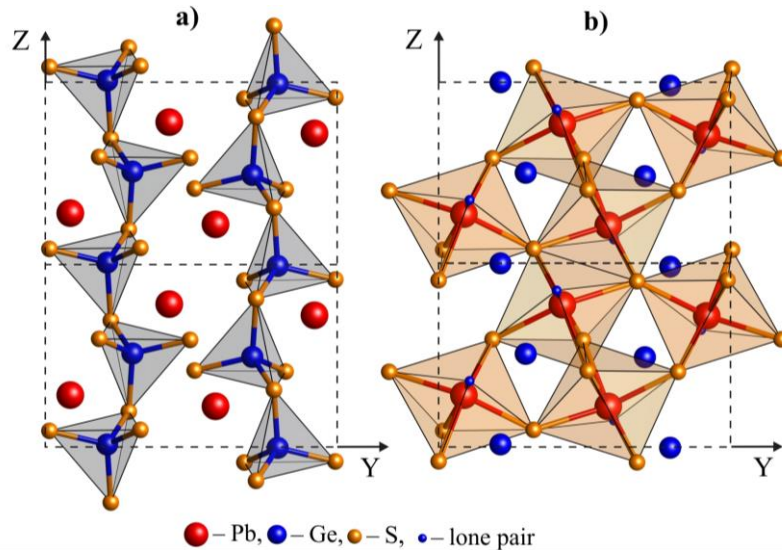 a)
b)
Z
Z
Y
Y
– Pb, – Ge, – S, – lone pair